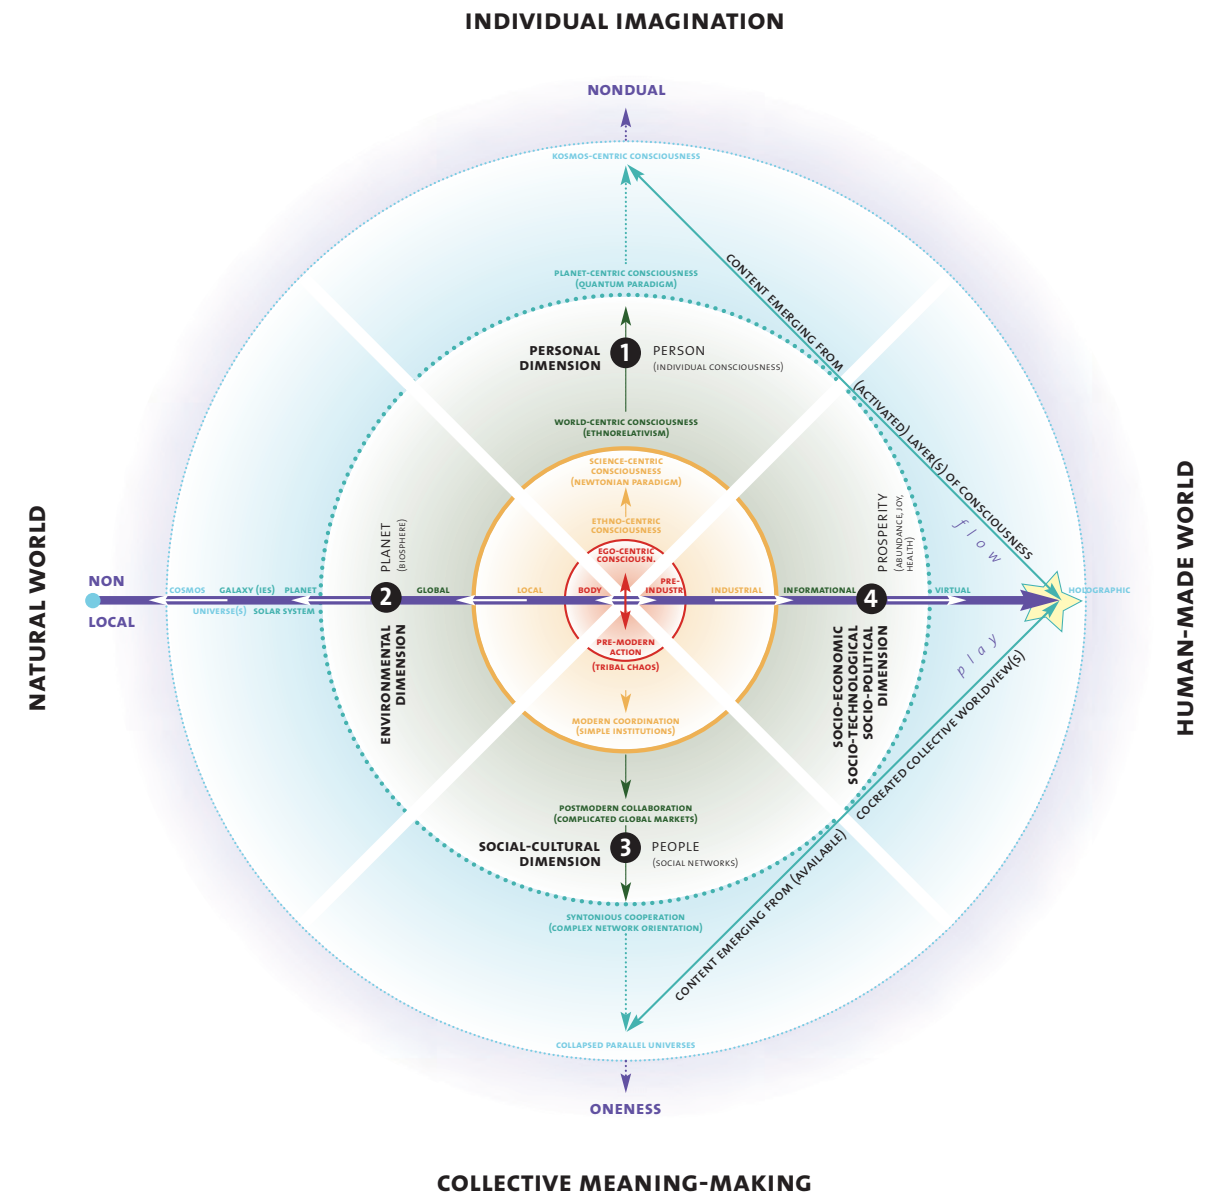 INDIVIDUAL IMAGINATION
NONDUAL
KOSMOS-CENTRIC CONSCIOUSNESS
CONTENT EMERGING FROM (ACTIVATED) LAYER(S) OF CONSCIOUSNESS
PLANET-CENTRIC CONSCIOUSNESS
(QUANTUM PARADIGM)
PERSONAL
DIMENSION
1
PERSON
(INDIVIDUAL CONSCIOUSNESS)
WORLD-CENTRIC CONSCIOUSNESS
(ETHNORELATIVISM)
SCIENCE-CENTRIC
CONSCIOUSNESS
(NEWTONIAN PARADIGM)
ETHNO-CENTRIC
CONSCIOUSNESS
EGO-CENTRIC
CONSCIOUSN.
NATURAL WORLD
NON
LOCAL
COSMOS
GALAXY (IES)
PLANET
UNIVERSE(S)
SOLAR SYSTEM
PLANET
(BIOSPHERE)
2
ENVIRONMENTAL
DIMENSION
GLOBAL
LOCAL
BODY
PRE-
INDUSTR.
INDUSTRIAL
INFORMATIONAL
PROSPERITY
(ABUNDANCE, JOY,
HEALTH)
4
SOCIO-ECONOMIC
SOCIO-TECHNOLOGICAL
SOCIO-POLITICAL
DIMENSION
VIRTUAL
flow
play
HOLOGRAPHIC
HUMAN-MADE WORLD
PRE-MODERN
ACTION
(TRIBAL CHAOS)
MODERN COORDINATION
(SIMPLE INSTITUTIONS)
POSTMODERN COLLABORATION
(COMPLICATED GLOBAL MARKETS)
SOCIAL-CULTURAL
DIMENSION
3
PEOPLE
(SOCIAL NETWORKS)
SYNTONIOUS COOPERATION
(COMPLEX NETWORK ORIENTATION)
CONTENT EMERGING FROM (AVAILABLE) COCREATED COLLECTIVE WORLDVIEW(S)
COLLAPSED PARALLEL UNIVERSES
ONENESS
COLLECTIVE MEANING-MAKING